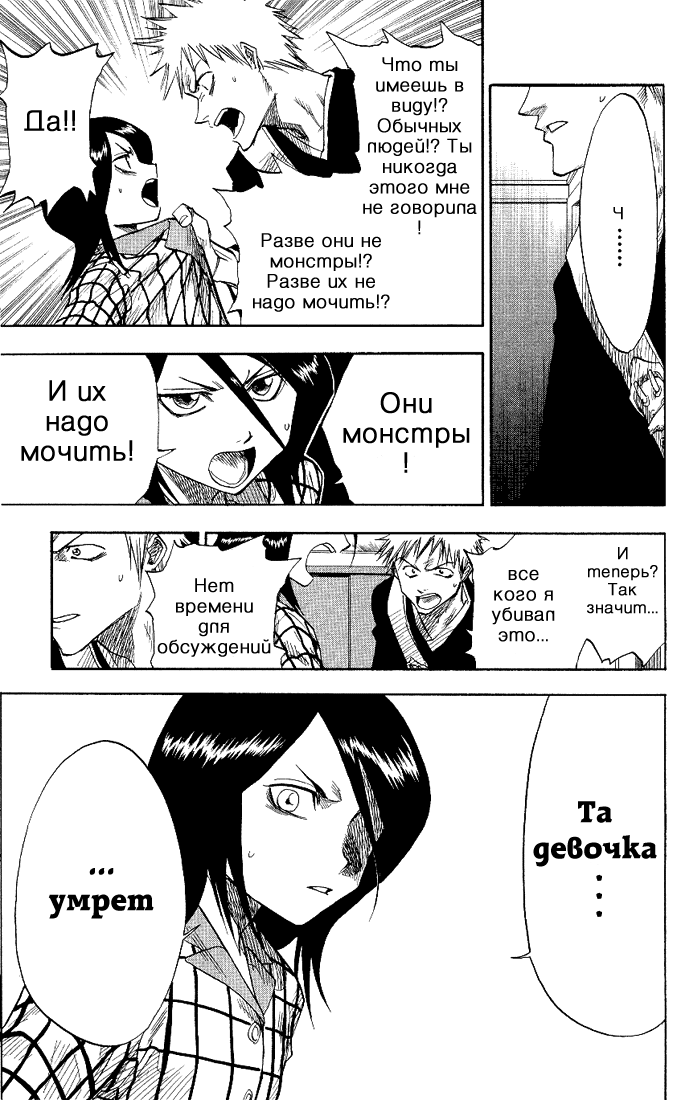 Ч
.......
Что ты
имеешь в
виду!?
Обычных
людей!? Ты
никогда
этого мне
не говорила
!
Разве они не
монстры!?
Разве их не
надо мочить!?
Да!!
Они
монстры
!
И их
надо
мочить!
И
теперь?
Так
значит...
все
кого я
убивал
это...
Нет
времени
для
обсуждений
Та
девочка
...
...
умрет